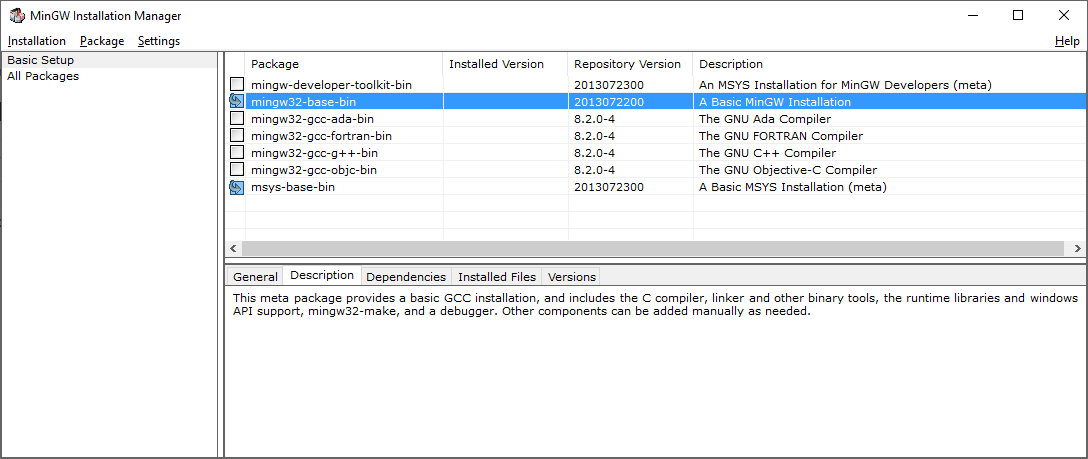 MinGW Installation Manager
Installation Package Settings Help
Basic Setup
All Packages
Package Installed Version Repository Version Description
mingw-developer-toolkit-bin 2013072300 An MSYS Installation for MinGW Developers (meta)
mingw32-base-bin 2013072200 A Basic MinGW Installation
mingw32-gcc-ada-bin 8.2.0-4 The GNU Ada Compiler
mingw32-gcc-fortran-bin 8.2.0-4 The GNU FORTRAN Compiler
mingw32-gcc-g++-bin 8.2.0-4 The GNU C++ Compiler
mingw32-gcc-objc-bin 8.2.0-4 The GNU Objective-C Compiler
msys-base-bin 2013072300 A Basic MSYS Installation (meta)
General Description Dependencies Installed Files Versions
This meta package provides a basic GCC installation, and includes the C compiler, linker and other binary tools, the runtime libraries and windows
API support, mingw32-make, and a debugger. Other components can be added manually as needed.